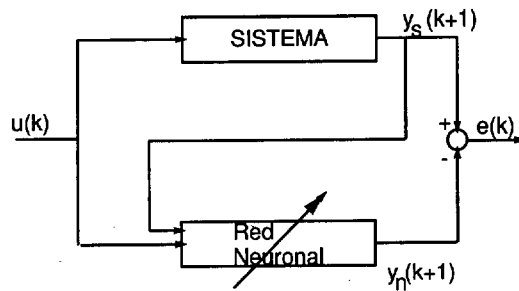 SISTEMA
y_s(k+1)
u(k)
+
e(k)
-
Red
Neuronal
y_n(k+1)